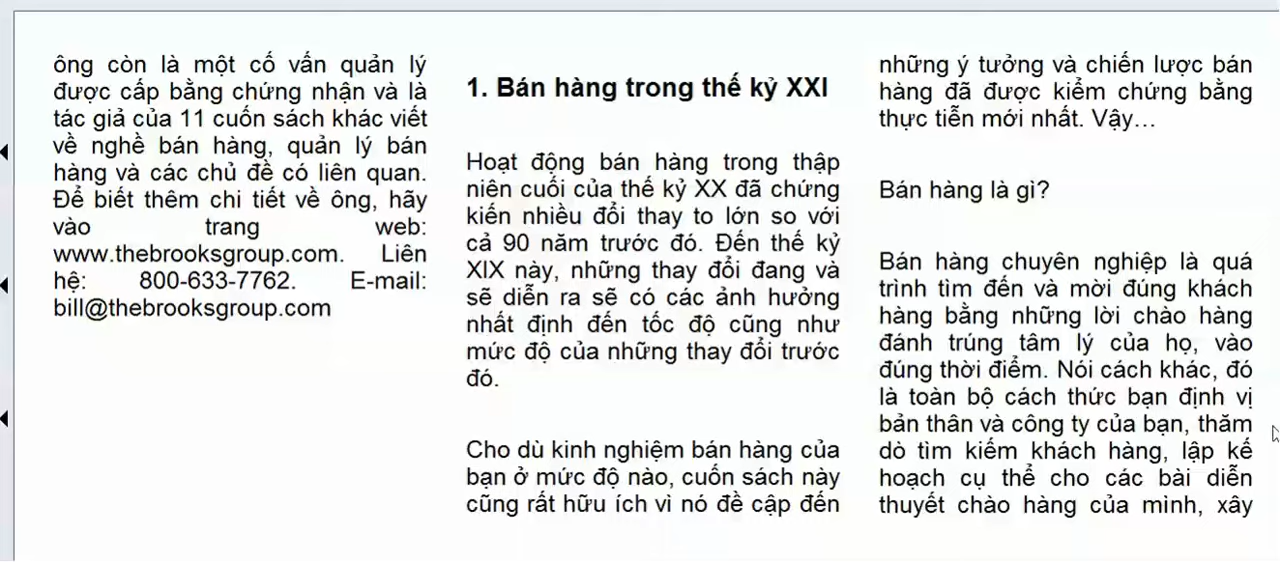 ông còn là một cố vấn quản lý
được cấp bằng chứng nhận và là
tác giả của 11 cuốn sách khác viết
về nghề bán hàng, quản lý bán
hàng và các chủ đề có liên quan.
Để biết thêm chi tiết về ông, hãy
vào trang web:
www.thebrooksgroup.com. Liên
hệ: 800-633-7762. E-mail:
bill@thebrooksgroup.com
1. Bán hàng trong thế kỷ XXI
Hoạt động bán hàng trong thập
niên cuối của thế kỷ XX đã chứng
kiến nhiều đổi thay to lớn so với
cả 90 năm trước đó. Đến thế kỷ
XIX này, những thay đổi đang và
sẽ diễn ra sẽ có các ảnh hưởng
nhất định đến tốc độ cũng như
mức độ của những thay đổi trước
đó.
Cho dù kinh nghiệm bán hàng của
bạn ở mức độ nào, cuốn sách này
cũng rất hữu ích vì nó đề cập đến
những ý tưởng và chiến lược bán
hàng đã được kiểm chứng bằng
thực tiễn mới nhất. Vậy…
Bán hàng là gì?
Bán hàng chuyên nghiệp là quá
trình tìm đến và mời đúng khách
hàng bằng những lời chào hàng
đánh trúng tâm lý của họ, vào
đúng thời điểm. Nói cách khác, đó
là toàn bộ cách thức bạn định vị
bản thân và công ty của bạn, thăm
dò tìm kiếm khách hàng, lập kế
hoạch cụ thể cho các bài diễn
thuyết chào hàng của mình, xây